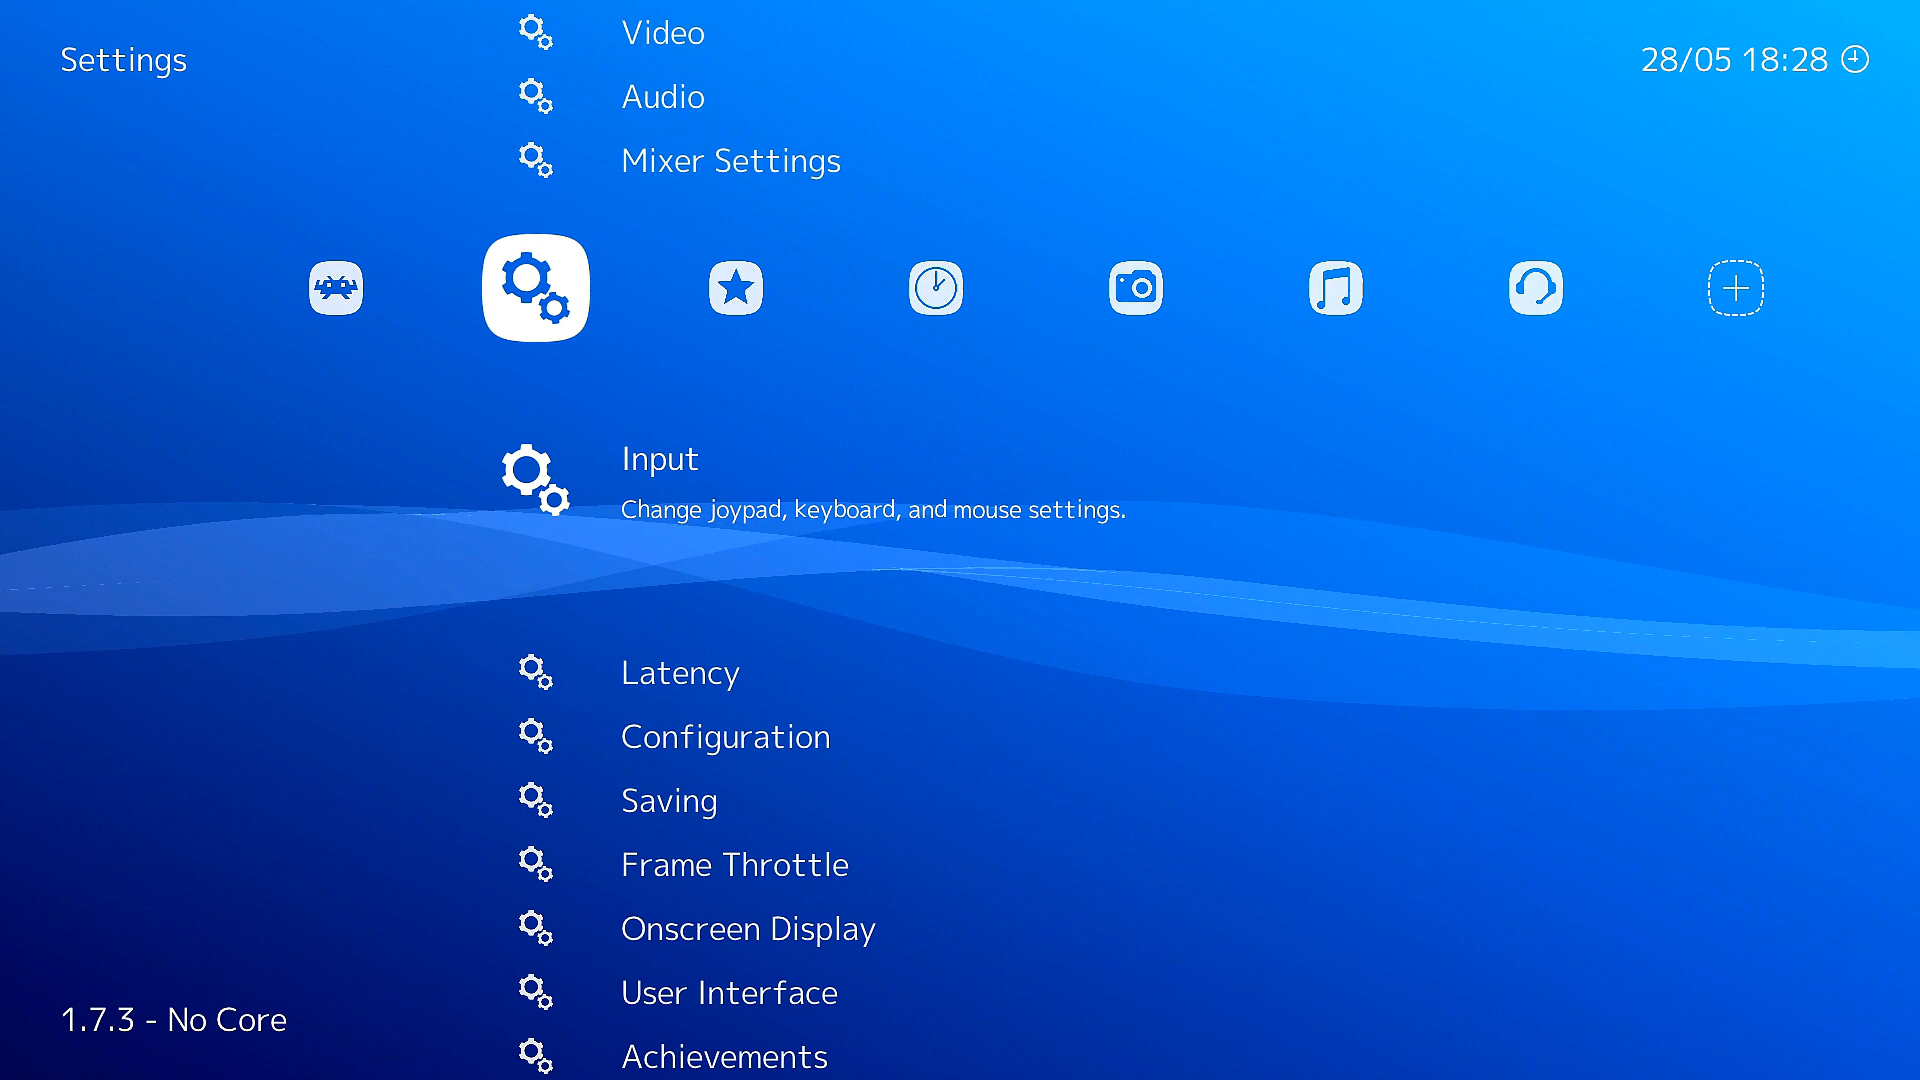 Settings
28/05 18:28
Video
Audio
Mixer Settings
Input
Change joypad, keyboard, and mouse settings.
Latency
Configuration
Saving
Frame Throttle
Onscreen Display
User Interface
Achievements
1.7.3 - No Core